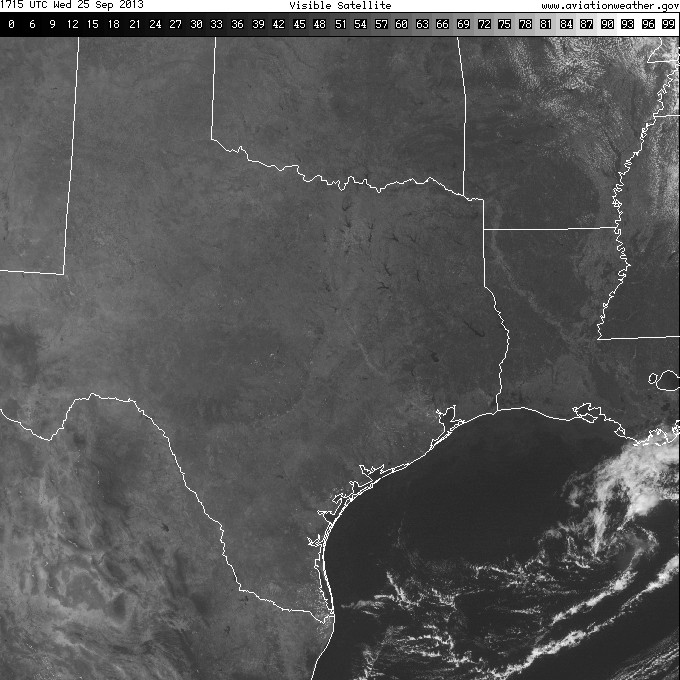 1715 UTC Wed 25 Sep 2013 Visible Satellite www.aviationweather.gov
0 6 9 12 15 18 21 24 27 30 33 36 39 42 45 48 51 54 57 60 63 66 69 72 75 78 81 84 87 90 93 96 99